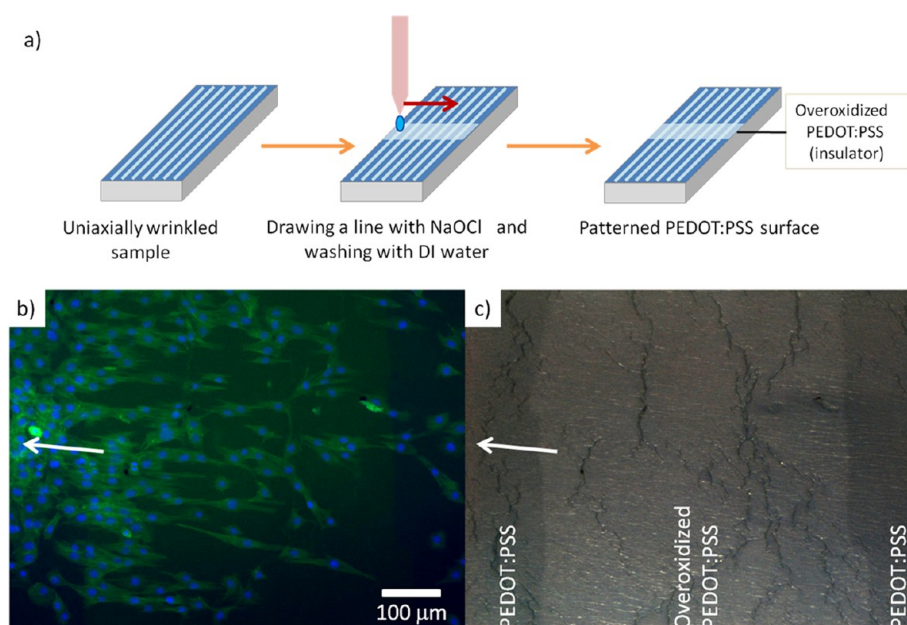 a)
Overoxidized
PEDOT:PSS
(insulator)
Uniaxially wrinkled
sample
Drawing a line with NaOCl and
washing with DI water
Patterned PEDOT:PSS surface
b)
c)
100 µm
PEDOT:PSS
Overoxidized
PEDOT:PSS
PEDOT:PSS